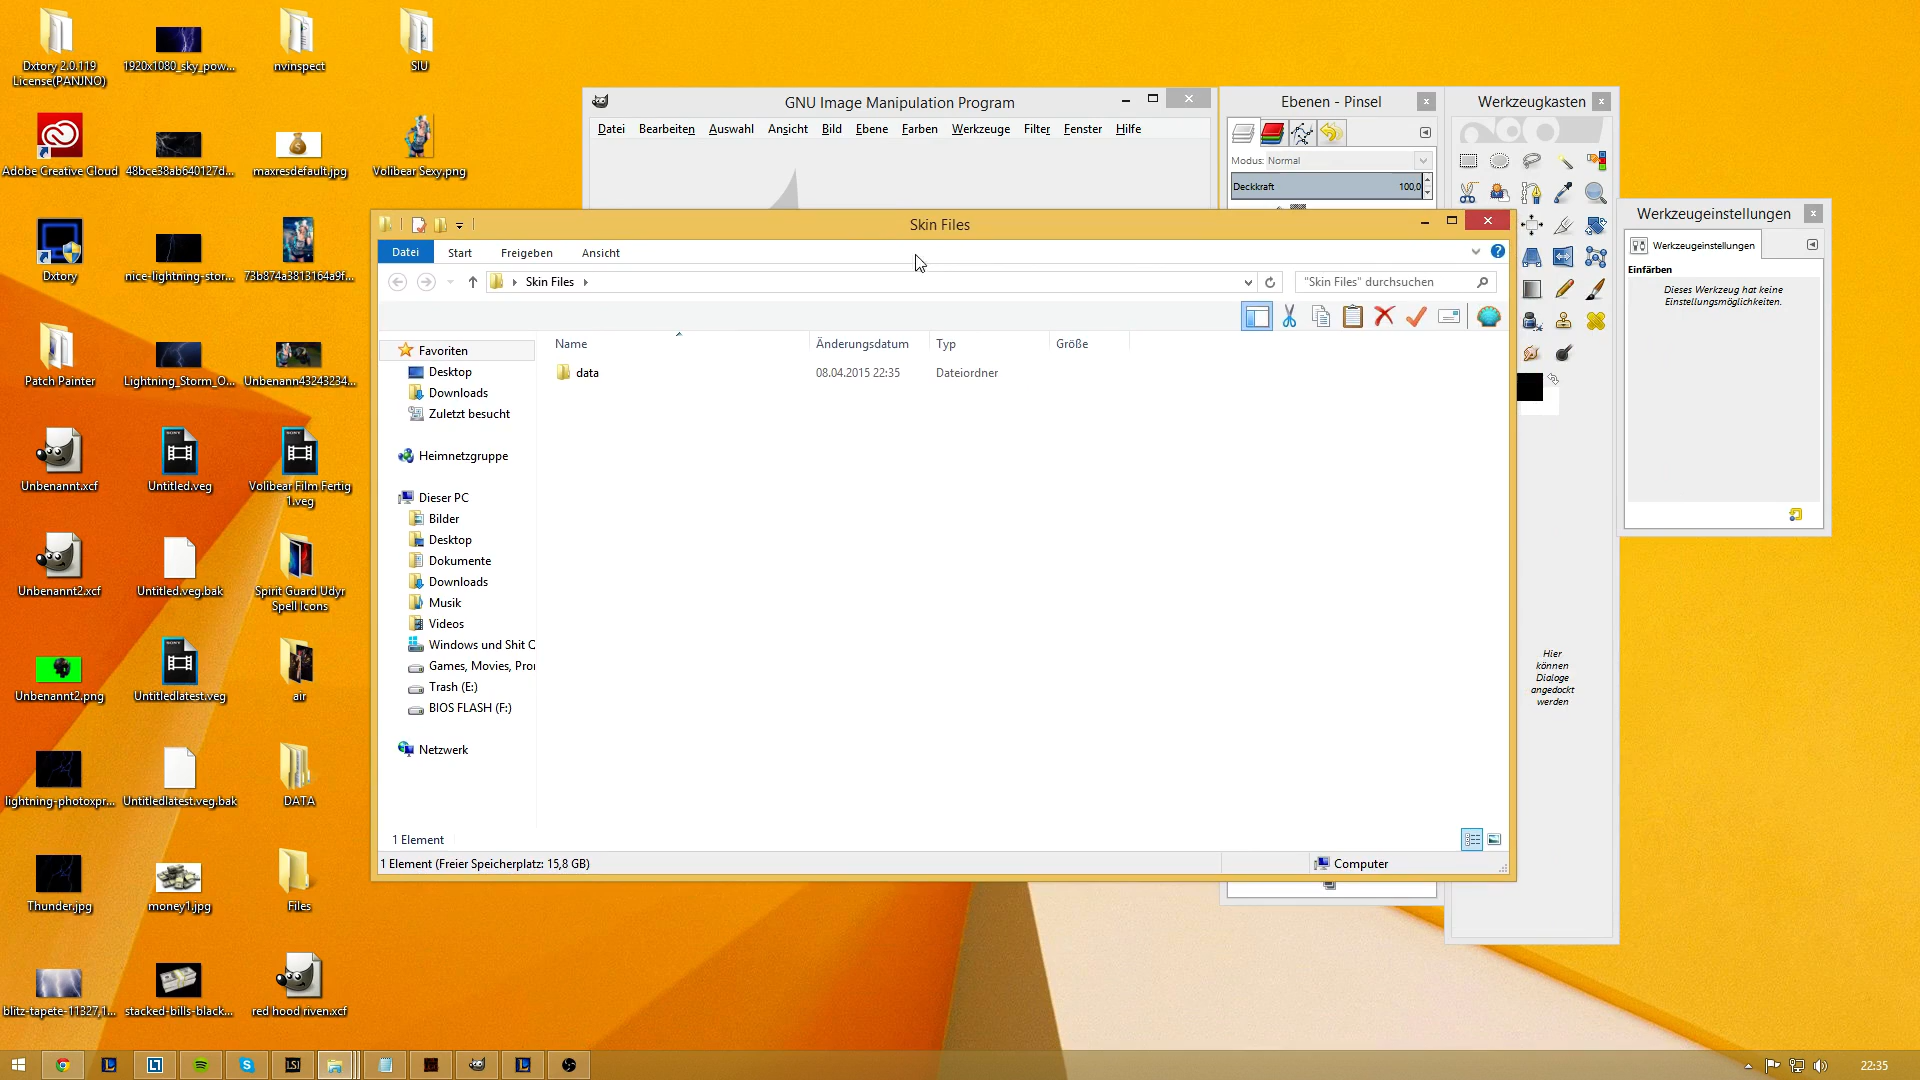 Dxtory 2.0.119
License(PANJNO)
1920x1080_sky_pow...
nvinspect
SIU
Adobe Creative Cloud
48bce38ab640127d...
maxresdefault.jpg
Volibear Sexy.png
Dxtory
nice-lightning-stor...
73b874a3813164a9f...
Patch Painter
Lightning_Storm_O...
Unbenann43243234...
Unbenannt.xcf
Untitled.veg
Volibear Film Fertig
1.veg
Unbenannt2.xcf
Untitled.veg.bak
Spirit Guard Udyr
Spell Icons
Unbenannt2.png
Untitledlatest.veg
air
lightning-photoxpr...
Untitledlatest.veg.bak
DATA
Thunder.jpg
money1.jpg
Files
blitz-tapete-11327,1...
stacked-bills-black...
red hood riven.xcf
GNU Image Manipulation Program
Datei Bearbeiten Auswahl Ansicht Bild Ebene Farben Werkzeuge Filter Fenster Hilfe
Ebenen - Pinsel
Modus: Normal
Deckkraft 100,0
Werkzeugkasten
Hier
können
Dialoge
angedockt
werden
Werkzeugeinstellungen
Werkzeugeinstellungen
Einfärben
Dieses Werkzeug hat keine
Einstellungsmöglichkeiten.
Skin Files
Datei Start Freigeben Ansicht
Skin Files
"Skin Files" durchsuchen
Name Änderungsdatum Typ Größe
data 08.04.2015 22:35 Dateiordner
Favoriten
Desktop
Downloads
Zuletzt besucht
Heimnetzgruppe
Dieser PC
Bilder
Desktop
Dokumente
Downloads
Musik
Videos
Windows und Shit C
Games, Movies, Pro
Trash (E:)
BIOS FLASH (F:)
Netzwerk
1 Element
1 Element (Freier Speicherplatz: 15,8 GB)
Computer
LSI
22:35